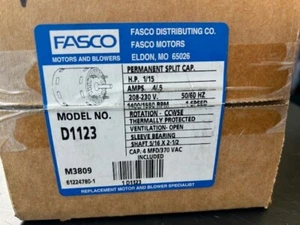 FASCO
MOTORS AND BLOWERS
FASCO DISTRIBUTING CO.
FASCO MOTORS
ELDON, MO 65026
PERMANENT SPLIT CAP.
H.P. 1/15
AMPS .4/.5
208-230 V. 50/60 HZ
RPM SPEED
MODEL NO.
D1123
ROTATION - CCWSE
THERMALLY PROTECTED
VENTILATION- OPEN
SLEEVE BEARING
SHAFT 5/16 X 2-1/2
CAP. 4 MFD/370 VAC
INCLUDED
M3809
61224780-1
REPLACEMENT MOTOR AND BLOWER SPECIALIST